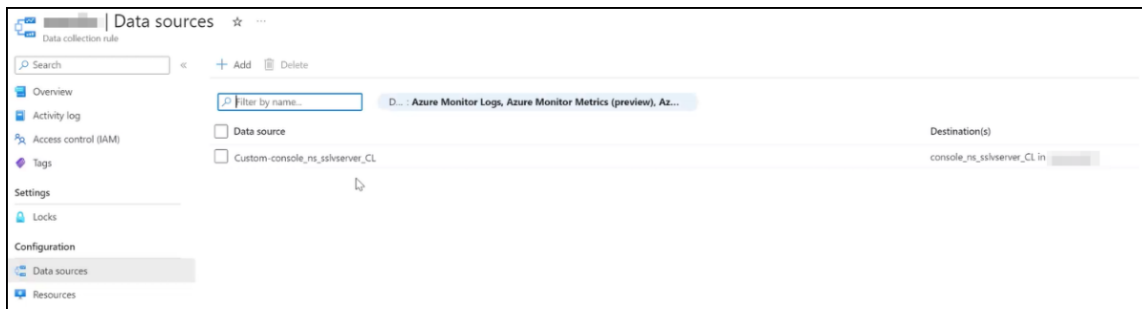 | Data sources ☆ ...
Data collection rule
Search «
+ Add Delete
Overview
Filter by name...
D... : Azure Monitor Logs, Azure Monitor Metrics (preview), Az...
Activity log
Data source Destination(s)
Access control (IAM)
Custom-console_ns_sslvserver_CL console_ns_sslvserver_CL in
Tags
Settings
Locks
Configuration
Data sources
Resources